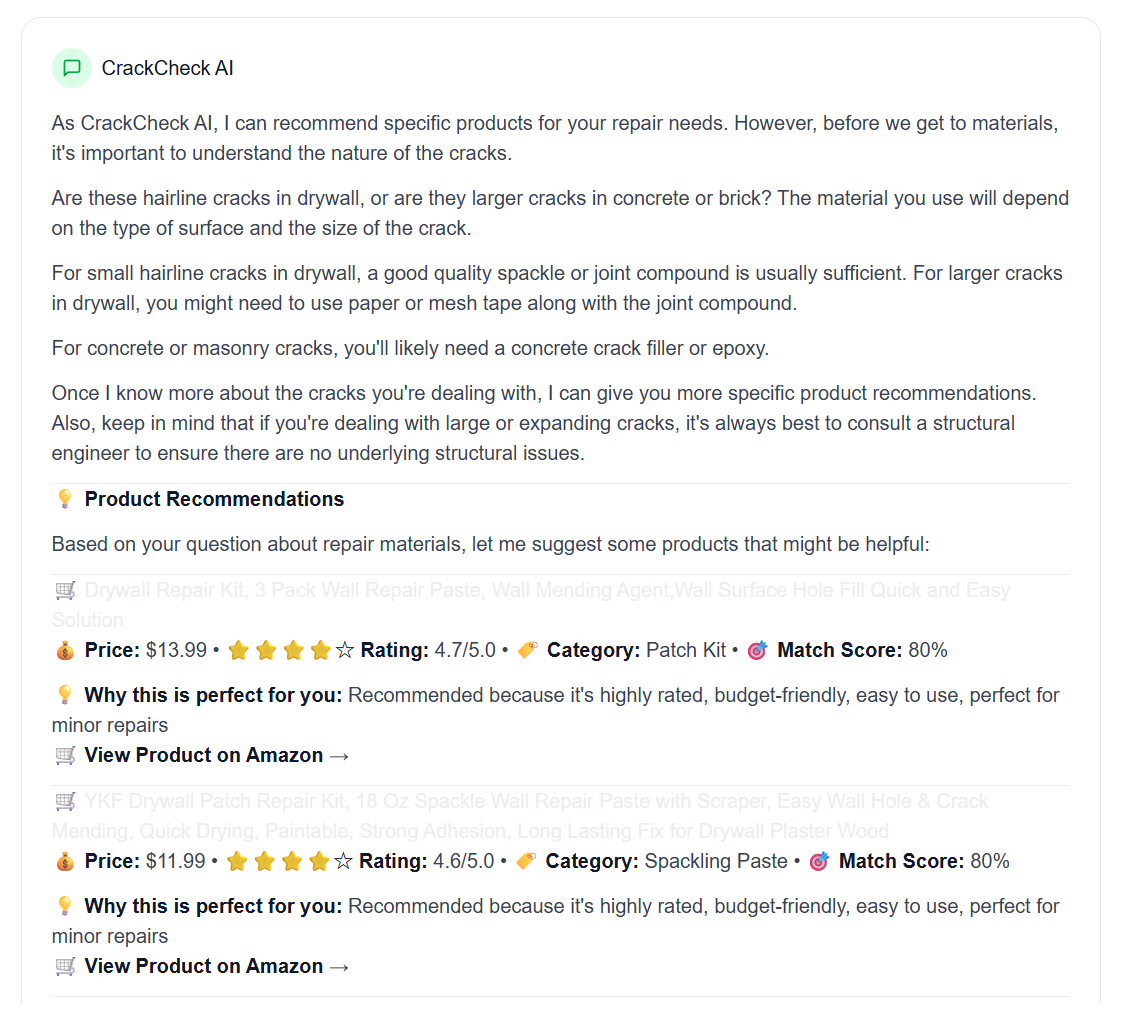 CrackCheck AI
As CrackCheck AI, I can recommend specific products for your repair needs. However, before we get to materials,
it's important to understand the nature of the cracks.
Are these hairline cracks in drywall, or are they larger cracks in concrete or brick? The material you use will depend
on the type of surface and the size of the crack.
For small hairline cracks in drywall, a good quality spackle or joint compound is usually sufficient. For larger cracks
in drywall, you might need to use paper or mesh tape along with the joint compound.
For concrete or masonry cracks, you'll likely need a concrete crack filler or epoxy.
Once I know more about the cracks you're dealing with, I can give you more specific product recommendations.
Also, keep in mind that if you're dealing with large or expanding cracks, it's always best to consult a structural
engineer to ensure there are no underlying structural issues.
💡 Product Recommendations
Based on your question about repair materials, let me suggest some products that might be helpful:
🛒 Drywall Repair Kit, 3 Pack Wall Repair Paste, Wall Mending Agent,Wall Surface Hole Fill Quick and Easy
Solution
💰 Price: $13.99 • ⭐⭐⭐⭐☆ Rating: 4.7/5.0 • 🏷️ Category: Patch Kit • 🎯 Match Score: 80%
💡 Why this is perfect for you: Recommended because it's highly rated, budget-friendly, easy to use, perfect for
minor repairs
🛒 View Product on Amazon →
🛒 YKF Drywall Patch Repair Kit, 18 Oz Spackle Wall Repair Paste with Scraper, Easy Wall Hole & Crack
Mending, Quick Drying, Paintable, Strong Adhesion, Long Lasting Fix for Drywall Plaster Wood
💰 Price: $11.99 • ⭐⭐⭐⭐☆ Rating: 4.6/5.0 • 🏷️ Category: Spackling Paste • 🎯 Match Score: 80%
💡 Why this is perfect for you: Recommended because it's highly rated, budget-friendly, easy to use, perfect for
minor repairs
🛒 View Product on Amazon →